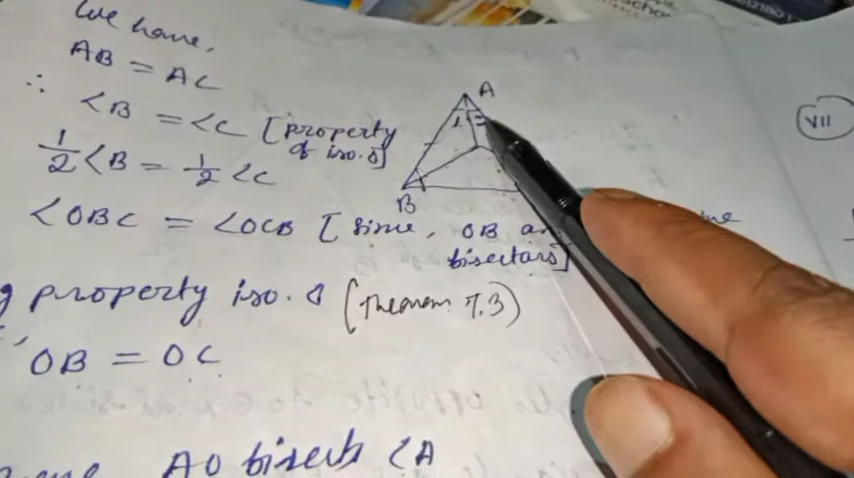 We have,
AB = AC
∴ <B = <C [property of iso. Δ]
1/2 <B = 1/2 <C
<OBC = <OCB [since, OB
bisectors]
property iso. Δ (Theorem 7.3)
OB = OC
AO bisects <A
A
1
2
B
VII